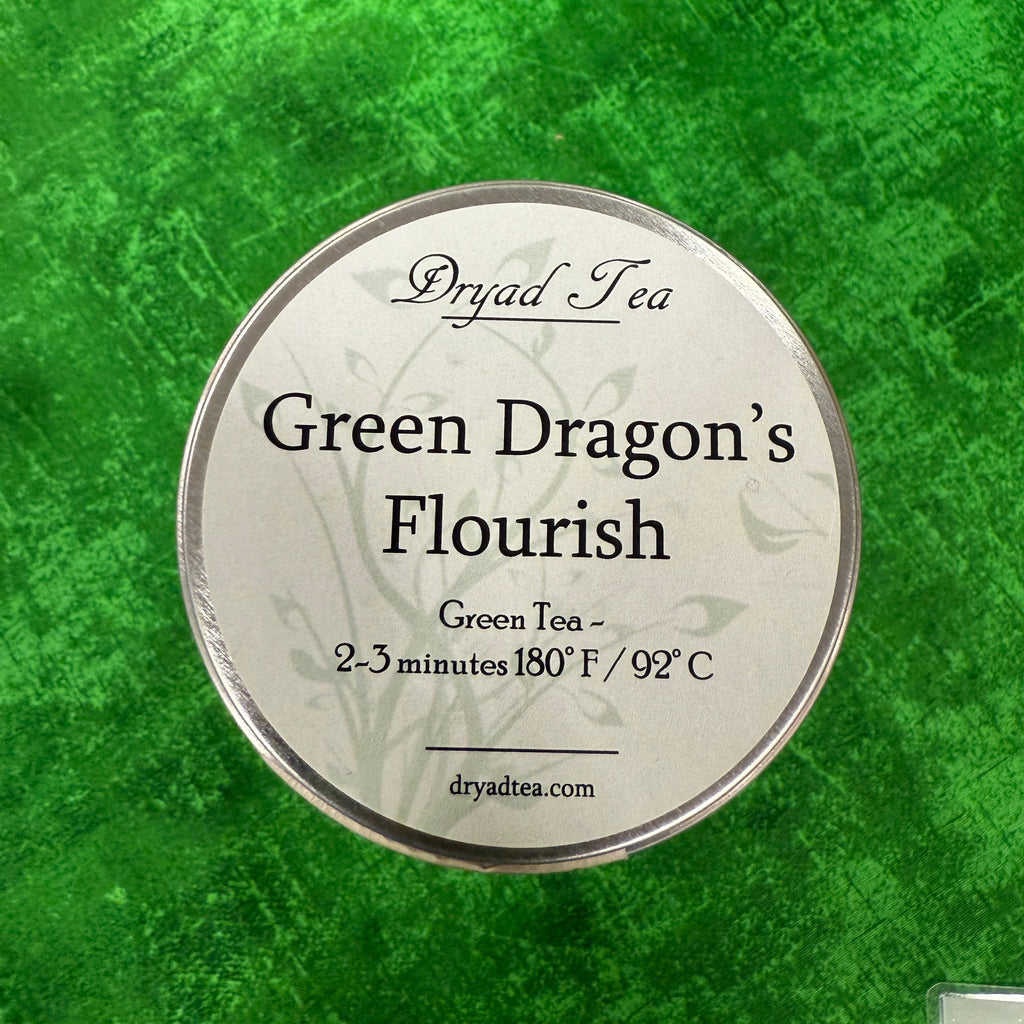 Dryad Tea
Green Dragon's
Flourish
Green Tea ~
2~3 minutes 180° F / 92° C
dryadtea.com